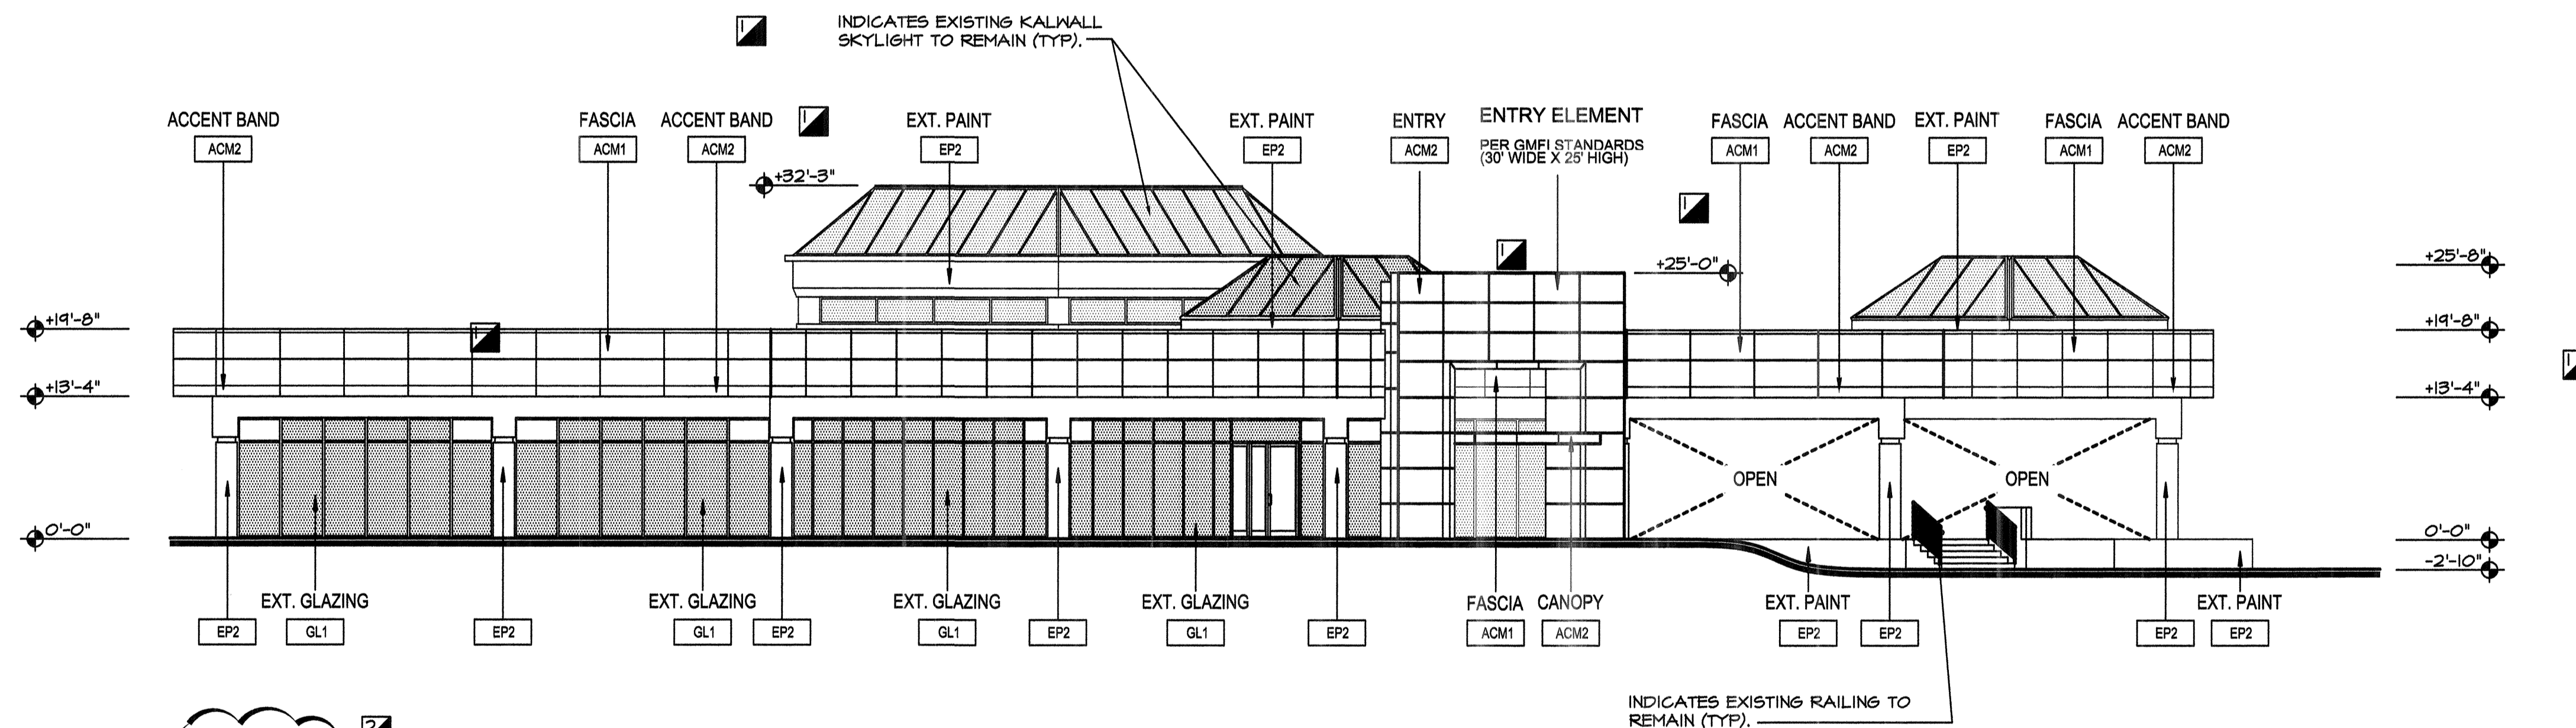 INDICATES EXISTING KALWALL
SKYLIGHT TO REMAIN (TYP).
ACCENT BAND
ACM2
FASCIA
ACM1
ACCENT BAND
ACM2
EXT. PAINT
EP2
EXT. PAINT
EP2
ENTRY
ACM2
ENTRY ELEMENT
PER GMFI STANDARDS
(30' WIDE X 25' HIGH)
FASCIA
ACM1
ACCENT BAND
ACM2
EXT. PAINT
EP2
FASCIA
ACM1
ACCENT BAND
ACM2
+32'-3"
+25'-0"
+25'-8"
+19'-8"
+19'-8"
+13'-4"
+13'-4"
OPEN
OPEN
0'-0"
0'-0"
-2'-10"
EP2
EXT. GLAZING
GL1
EP2
EXT. GLAZING
GL1
EP2
EXT. GLAZING
GL1
EP2
EXT. GLAZING
GL1
EP2
FASCIA
ACM1
CANOPY
ACM2
EXT. PAINT
EP2
EP2
EP2
EXT. PAINT
EP2
INDICATES EXISTING RAILING TO
REMAIN (TYP).
1
1
1
1
1